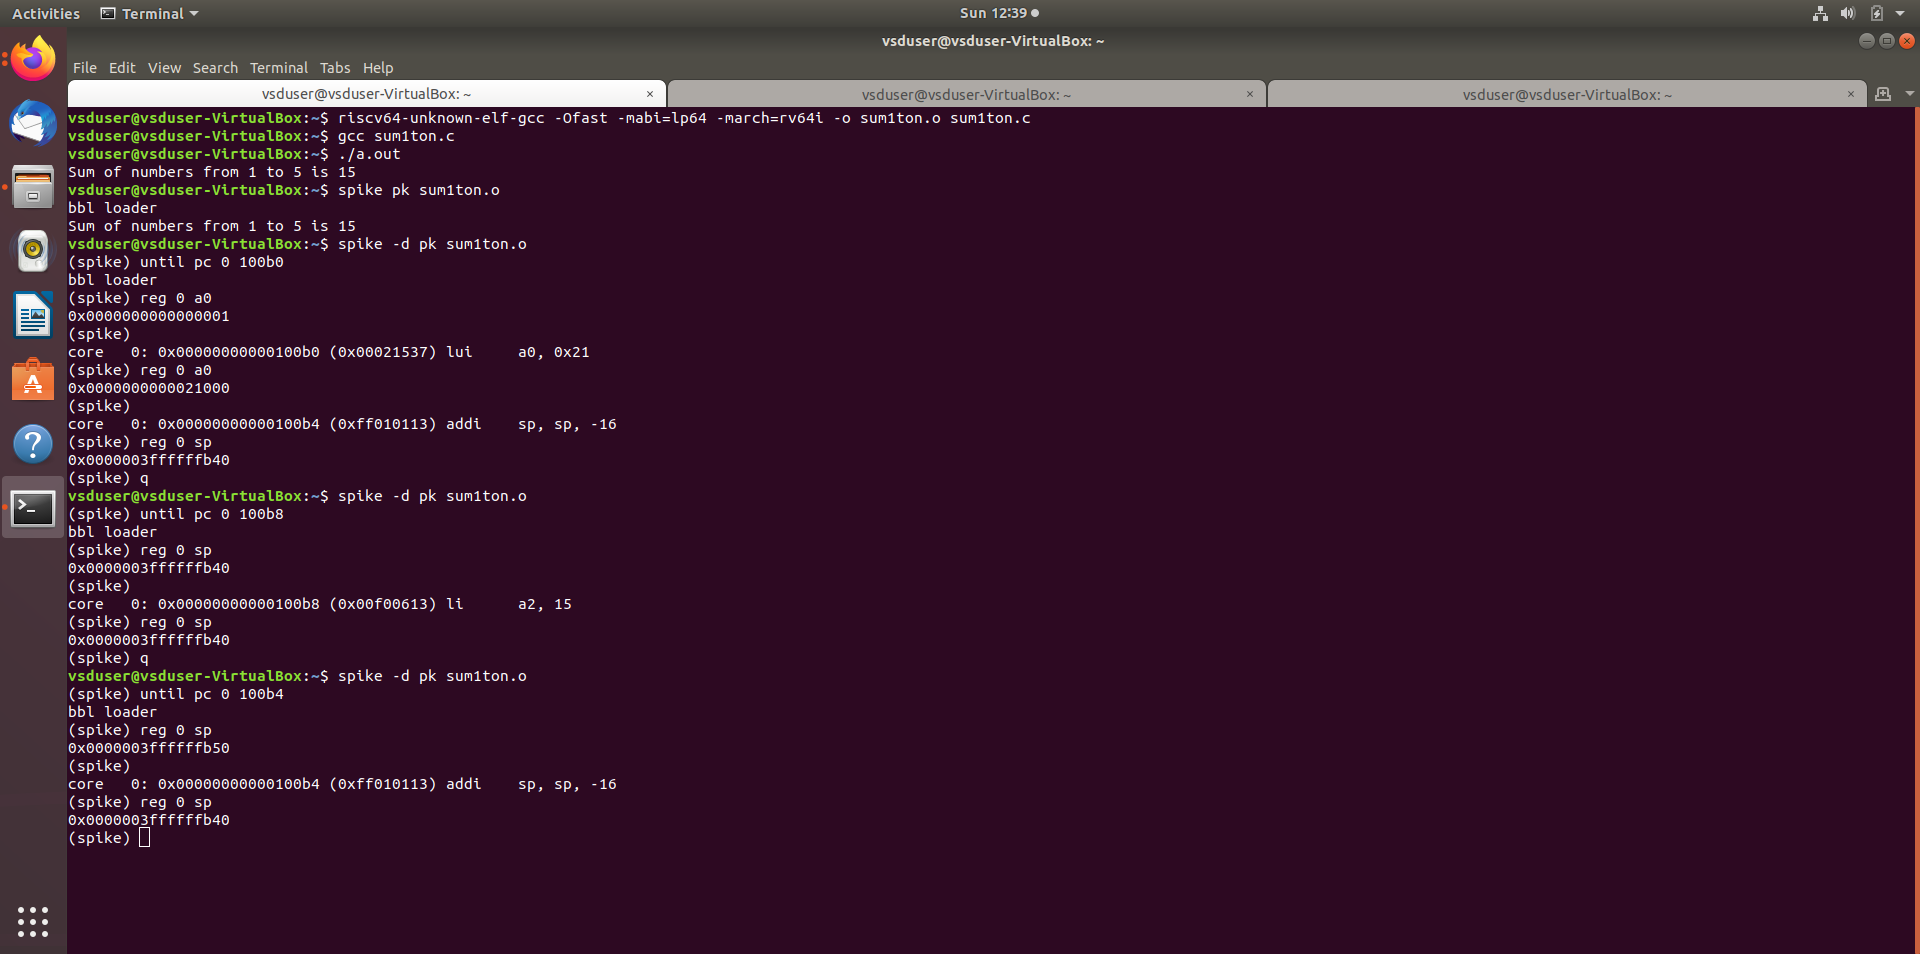 Activities Terminal Sun 12:39
vsduser@vsduser-VirtualBox: ~
File Edit View Search Terminal Tabs Help
vsduser@vsduser-VirtualBox: ~ × vsduser@vsduser-VirtualBox: ~ × vsduser@vsduser-VirtualBox: ~ ×
vsduser@vsduser-VirtualBox:~$ riscv64-unknown-elf-gcc -Ofast -mabi=lp64 -march=rv64i -o sum1ton.o sum1ton.c
vsduser@vsduser-VirtualBox:~$ gcc sum1ton.c
vsduser@vsduser-VirtualBox:~$ ./a.out
Sum of numbers from 1 to 5 is 15
vsduser@vsduser-VirtualBox:~$ spike pk sum1ton.o
bbl loader
Sum of numbers from 1 to 5 is 15
vsduser@vsduser-VirtualBox:~$ spike -d pk sum1ton.o
(spike) until pc 0 100b0
bbl loader
(spike) reg 0 a0
0x0000000000000001
(spike)
core   0: 0x00000000000100b0 (0x00021537) lui     a0, 0x21
(spike) reg 0 a0
0x0000000000021000
(spike)
core   0: 0x00000000000100b4 (0xff010113) addi    sp, sp, -16
(spike) reg 0 sp
0x0000003ffffffb40
(spike) q
vsduser@vsduser-VirtualBox:~$ spike -d pk sum1ton.o
(spike) until pc 0 100b8
bbl loader
(spike) reg 0 sp
0x0000003ffffffb40
(spike)
core   0: 0x00000000000100b8 (0x00f00613) li      a2, 15
(spike) reg 0 sp
0x0000003ffffffb40
(spike) q
vsduser@vsduser-VirtualBox:~$ spike -d pk sum1ton.o
(spike) until pc 0 100b4
bbl loader
(spike) reg 0 sp
0x0000003ffffffb50
(spike)
core   0: 0x00000000000100b4 (0xff010113) addi    sp, sp, -16
(spike) reg 0 sp
0x0000003ffffffb40
(spike)